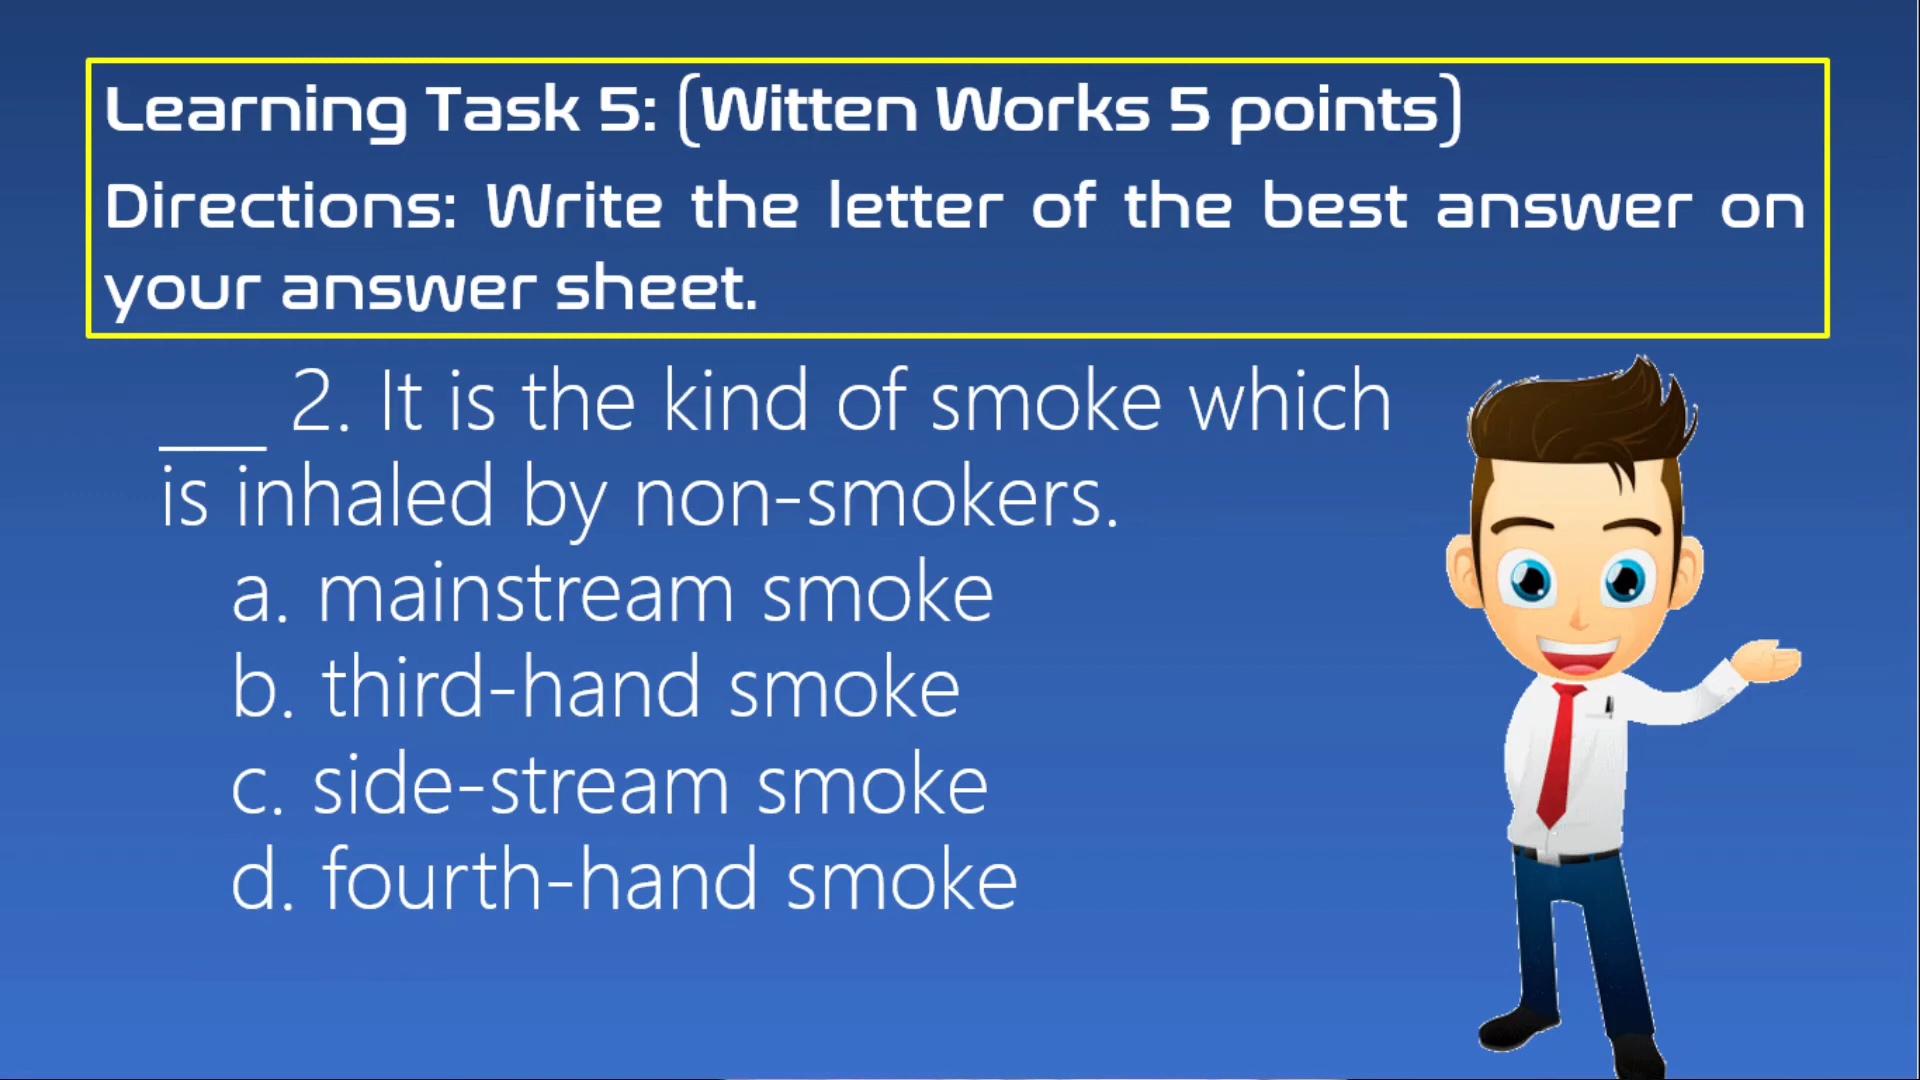 Learning Task 5: (Witten Works 5 points)
Directions: Write the letter of the best answer on
your answer sheet.
___ 2. It is the kind of smoke which
is inhaled by non-smokers.
a. mainstream smoke
b. third-hand smoke
c. side-stream smoke
d. fourth-hand smoke